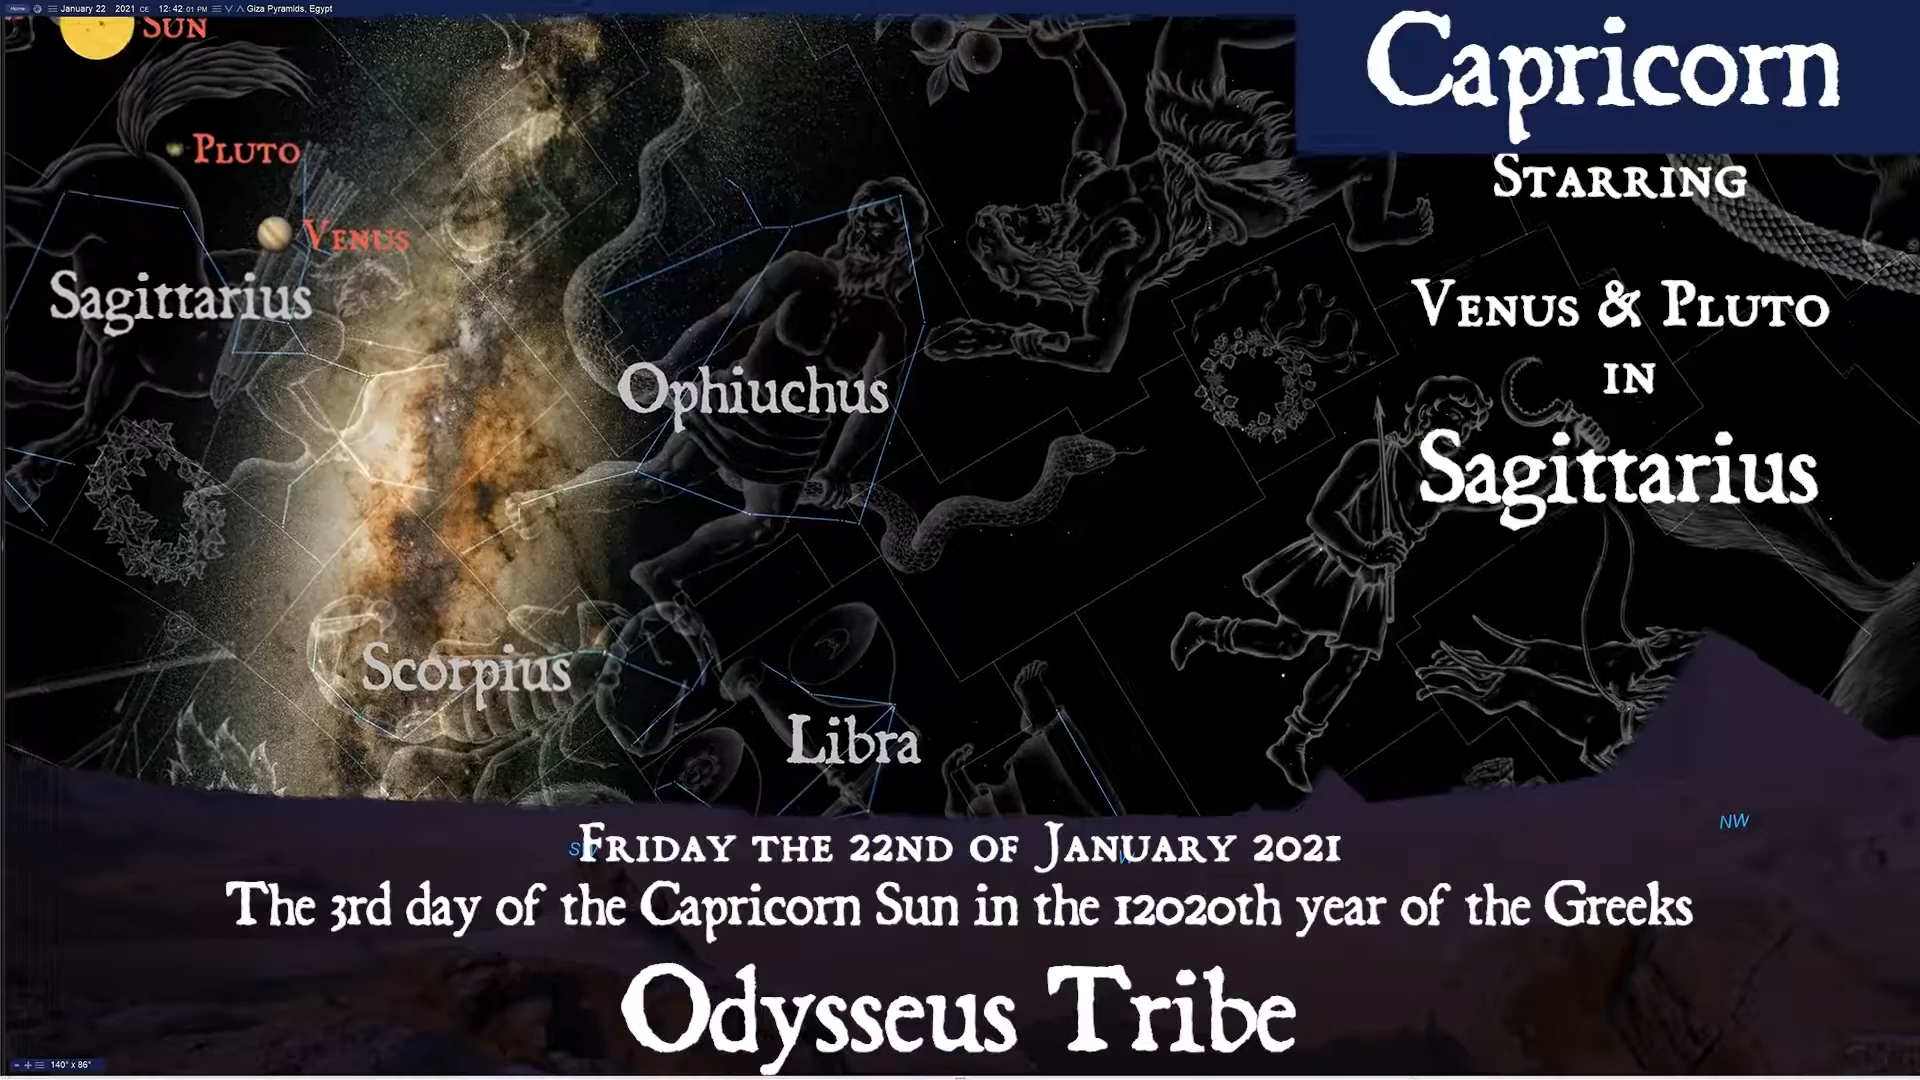 Home January 22 2021 CE 12:42:01 PM Giza Pyramids, Egypt
Sun
Capricorn
Pluto
Starring
Venus
Sagittarius
Venus & Pluto
in
Sagittarius
Ophiuchus
Scorpius
Libra
NW
Friday the 22nd of January 2021
The 3rd day of the Capricorn Sun in the 12020th year of the Greeks
Odysseus Tribe
140° x 86°